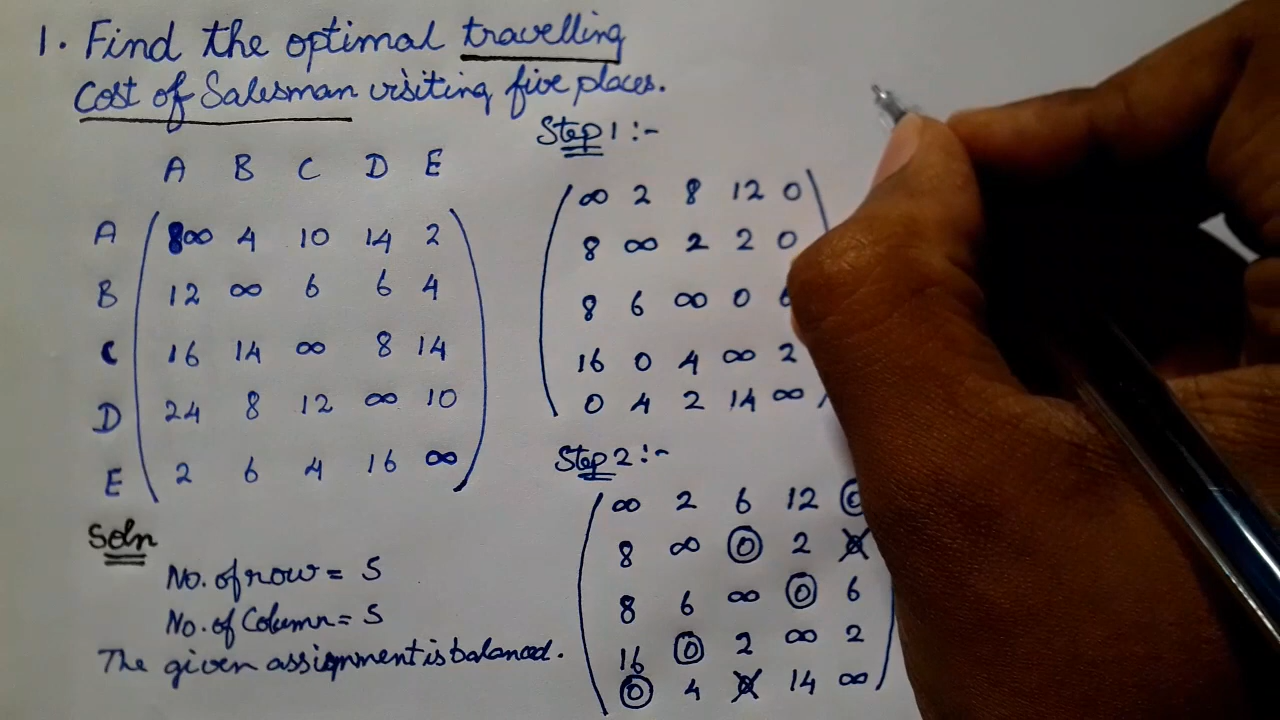 1. Find the optimal travelling
cost of Salesman visiting five places.
A B C D E
A 8∞ 4 10 14 2
B 12 ∞ 6 6 4
C 16 14 ∞ 8 14
D 24 8 12 ∞ 10
E 2 6 4 16 ∞
Soln
No. of row = 5
No. of Column = 5
The given assignment is balanced.
Step 1 :-
∞ 2 8 12 0
8 ∞ 2 2 0
8 6 ∞ 0 6
16 0 4 ∞ 2
0 4 2 14 ∞
Step 2 :-
∞ 2 6 12 0
8 ∞ 0 2 0
8 6 ∞ 0 6
16 0 2 ∞ 2
0 4 0 14 ∞